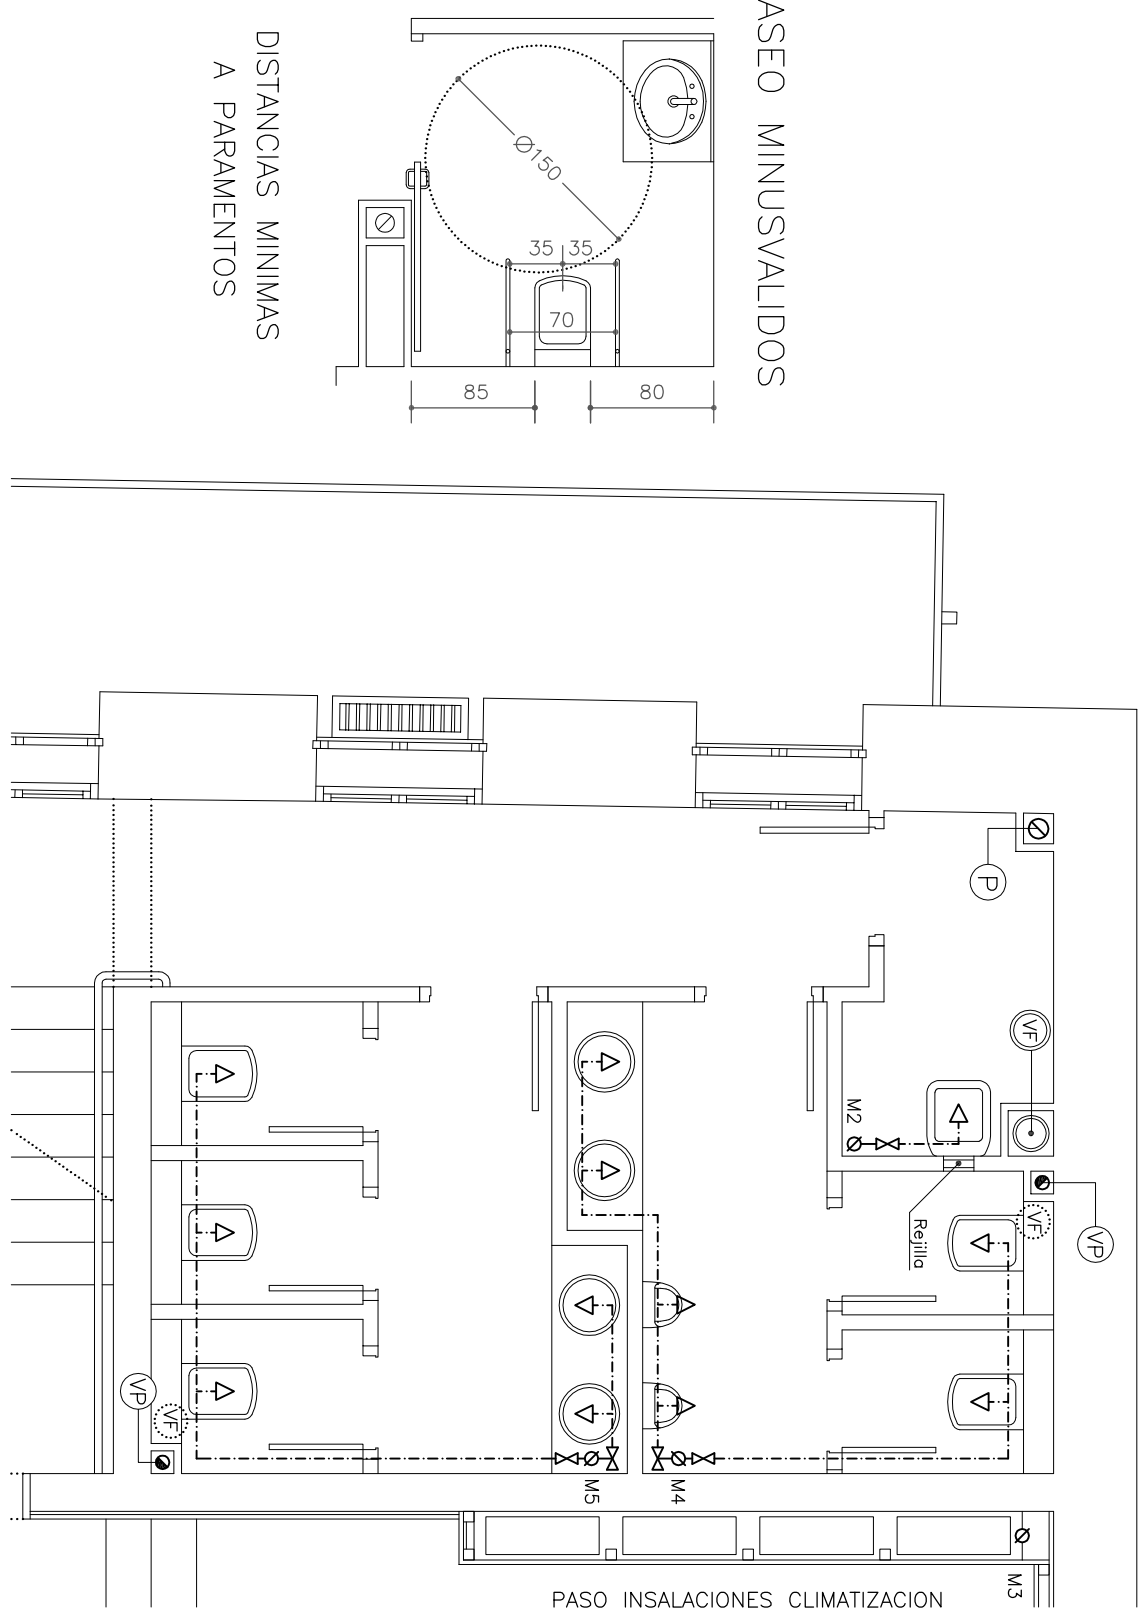 ASEO MINUSVALIDOS
DISTANCIAS MINIMAS
A PARAMENTOS
Ø150
35
35
70
85
80
P
VF
M2
VP
VF
Rejilla
VP
VF
M5
M4
M3
PASO INSALACIONES CLIMATIZACION